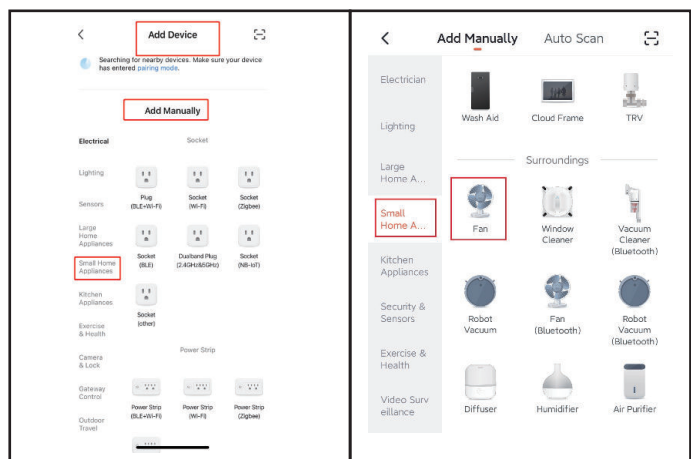 Add Device
Searching for nearby devices. Make sure your device
has entered pairing mode.
Add Manually
Electrical
Lighting
Sensors
Large
Home
Appliances
Small Home
Appliances
Kitchen
Appliances
Exercise
& Health
Camera
& Lock
Gateway
Control
Outdoor
Travel
Socket
Plug
(BLE+Wi-Fi)
Socket
(Wi-Fi)
Socket
(Zigbee)
Socket
(BLE)
Dualband Plug
(2.4GHz&5GHz)
Socket
(NB-IoT)
Socket
(other)
Power Strip
Power Strip
(BLE+Wi-Fi)
Power Strip
(Wi-Fi)
Power Strip
(Zigbee)
Add Manually
Auto Scan
Electrician
Lighting
Large
Home A...
Small
Home A...
Kitchen
Appliances
Security &
Sensors
Exercise &
Health
Video Surv
eillance
Wash Aid
Cloud Frame
TRV
Surroundings
Fan
Window
Cleaner
Vacuum
Cleaner
(Bluetooth)
Robot
Vacuum
Fan
(Bluetooth)
Robot
Vacuum
(Bluetooth)
Diffuser
Humidifier
Air Purifier